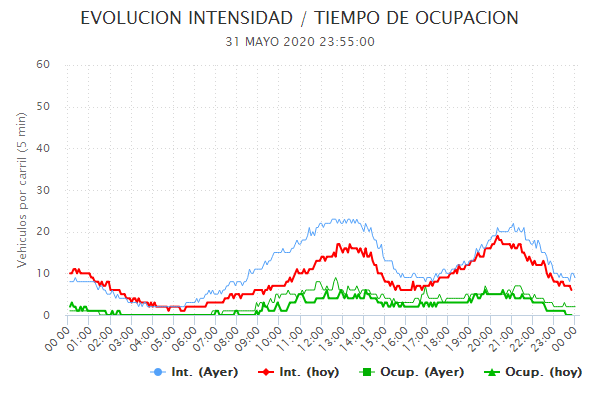 EVOLUCION INTENSIDAD / TIEMPO DE OCUPACION
31 MAYO 2020 23:55:00
Vehiculos por carril (5 min)
60
50
40
30
20
10
0
00:00 01:00 02:00 03:00 04:00 05:00 06:00 07:00 08:00 09:00 10:00 11:00 12:00 13:00 14:00 15:00 16:00 17:00 18:00 19:00 20:00 21:00 22:00 23:00 00:00
Int. (Ayer) Int. (hoy) Ocup. (Ayer) Ocup. (hoy)